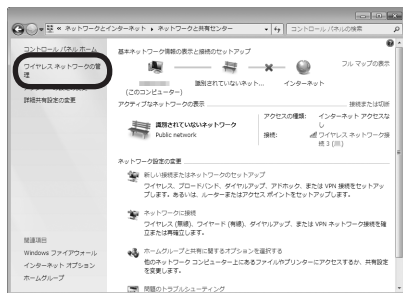 « ネットワークとインターネット ▸ ネットワークと共有センター
コントロール パネルの検索
コントロール パネル ホーム
ワイヤレス ネットワークの管
理
詳細共有設定の変更
関連項目
Windows ファイアウォール
インターネット オプション
ホームグループ
基本ネットワーク情報の表示と接続のセットアップ
フル マップの表示
識別されていないネット...
インターネット
(このコンピューター)
アクティブなネットワークの表示
接続または切断
識別されていないネットワーク
Public network
アクセスの種類:
インターネット アクセスな
し
接続:
ワイヤレス ネットワーク接
続 3 (III)
ネットワーク設定の変更
新しい接続またはネットワークのセットアップ
ワイヤレス、ブロードバンド、ダイヤルアップ、アドホック、または VPN 接続をセットアッ
プします。あるいは、ルーターまたはアクセス ポイントをセットアップします。
ネットワークに接続
ワイヤレス (無線)、ワイヤード (有線)、ダイヤルアップ、または VPN ネットワーク接続を確
立または再確立します。
ホームグループと共有に関するオプションを選択する
他のネットワーク コンピューター上にあるファイルやプリンターにアクセスするか、共有設定
を変更します。
問題のトラブルシューティング